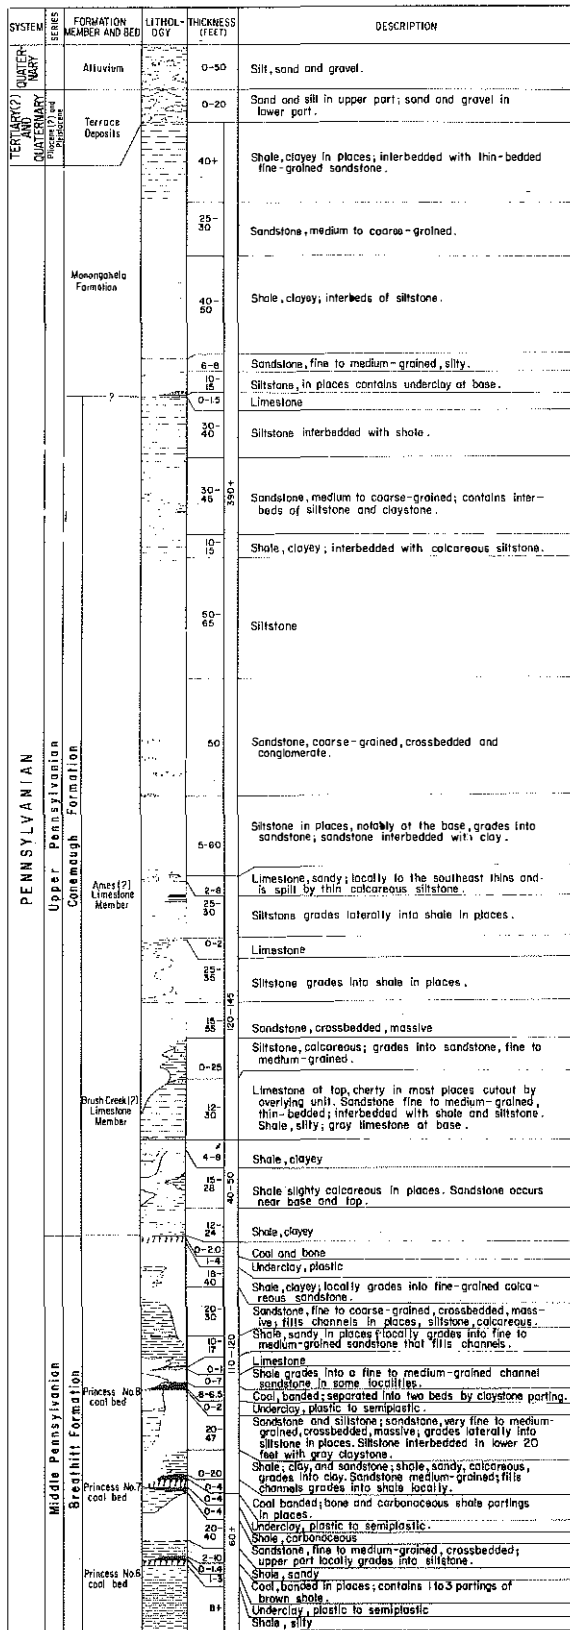 SYSTEM
SERIES
FORMATION
MEMBER AND BED
LITHOL-
OGY
THICKNESS
(FEET)
DESCRIPTION
QUATER-
NARY
Alluvium
0-50
Silt, sand and gravel.
TERTIARY(?)
AND
QUATERNARY
Pliocene(?) and
Pleistocene
Terrace
Deposits
0-20
Sand and silt in upper part; sand and gravel in
lower part.
40+
Shale, clayey in places; interbedded with thin-bedded
fine-grained sandstone.
25-
30
Sandstone, medium to coarse-grained.
Monongahela
Formation
40-
50
Shale, clayey; interbeds of siltstone.
6-8
Sandstone, fine to medium-grained, silty.
10-
15
Siltstone, in places contains underclay at base.
?
0-1.5
Limestone
30-
40
Siltstone interbedded with shale.
390+
30-
45
Sandstone, medium to coarse-grained; contains inter-
beds of siltstone and claystone.
10-
15
Shale, clayey; interbedded with calcareous siltstone.
50-
65
Siltstone
50
Sandstone, coarse-grained, crossbedded and
conglomerate.
PENNSYLVANIAN
Upper Pennsylvanian
Conemaugh Formation
5-60
Siltstone in places, notably at the base, grades into
sandstone; sandstone interbedded with clay.
Ames(?)
Limestone
Member
2-8
Limestone, sandy; locally to the southeast thins and
is split by thin calcareous siltstone.
25-
30
Siltstone grades laterally into shale in places.
0-2
Limestone
25-
35
Siltstone grades into shale in places.
120-145
15-
35
Sandstone, crossbedded, massive
0-25
Siltstone, calcareous; grades into sandstone, fine to
medium-grained.
Brush Creek(?)
Limestone
Member
12-
30
Limestone at top, cherty in most places cutout by
overlying unit. Sandstone fine to medium-grained,
thin-bedded; interbedded with shale and siltstone.
Shale, silty; gray limestone at base.
4-8
Shale, clayey
40-50
15-
28
Shale slighty calcareous in places. Sandstone occurs
near base and top.
12-
24
Shale, clayey
0-2.0
Coal and bone
1-4
Underclay, plastic
18-
40
Shale, clayey; locally grades into fine-grained calca-
reous sandstone.
Middle Pennsylvanian
Breathitt Formation
110-120
20-
30
Sandstone, fine to coarse-grained, crossbedded, mass-
ive; fills channels in places, siltstone, calcareous.
10-
17
Shale, sandy in places; locally grades into fine to
medium-grained sandstone that fills channels.
0-1
Limestone
0-7
Shale grades into a fine to medium-grained channel
sandstone in some localities.
Princess No.8
coal bed
8-6.5
Coal, banded; separated into two beds by claystone parting.
0-2
Underclay, plastic to semiplastic.
20-
47
Sandstone and siltstone; sandstone, very fine to medium-
grained, crossbedded, massive; grades laterally into
siltstone in places. Siltstone interbedded in lower 20
feet with gray claystone.
0-20
Shale; clay, and sandstone; shale, sandy, calcareous,
grades into clay. Sandstone medium-grained; fills
channels grades into shale locally.
Princess No.7
coal bed
0-4
Coal banded; bone and carbonaceous shale partings
in places.
0-4
Underclay, plastic to semiplastic.
0-4
Shale, carbonaceous
60+
20-
40
Sandstone, fine to medium-grained, crossbedded;
upper part locally grades into siltstone.
2-10
Shale, sandy
Princess No.6
coal bed
0-1.4
Coal, banded in places; contains 1 to 3 partings of
brown shale.
1-3
Underclay, plastic to semiplastic
Shale, silty